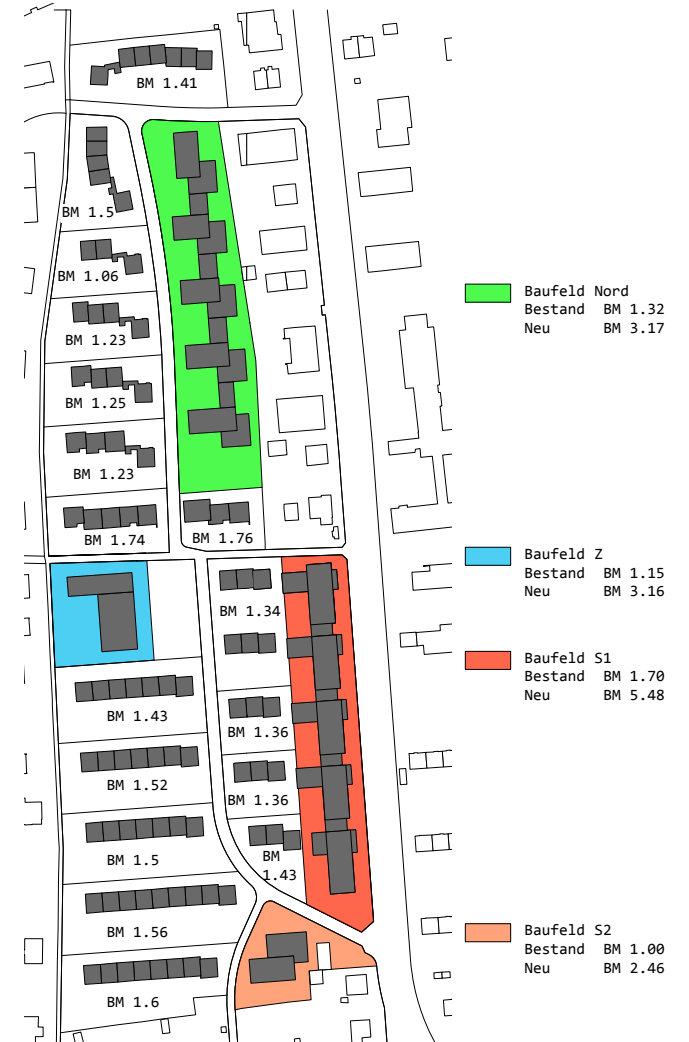 BM 1.41
BM 1.5
BM 1.06
BM 1.23
BM 1.25
BM 1.23
BM 1.74
BM 1.76
BM 1.34
BM 1.43
BM 1.36
BM 1.52
BM 1.36
BM 1.5
BM
1.43
BM 1.56
BM 1.6
Baufeld Nord
Bestand BM 1.32
Neu BM 3.17
Baufeld Z
Bestand BM 1.15
Neu BM 3.16
Baufeld S1
Bestand BM 1.70
Neu BM 5.48
Baufeld S2
Bestand BM 1.00
Neu BM 2.46